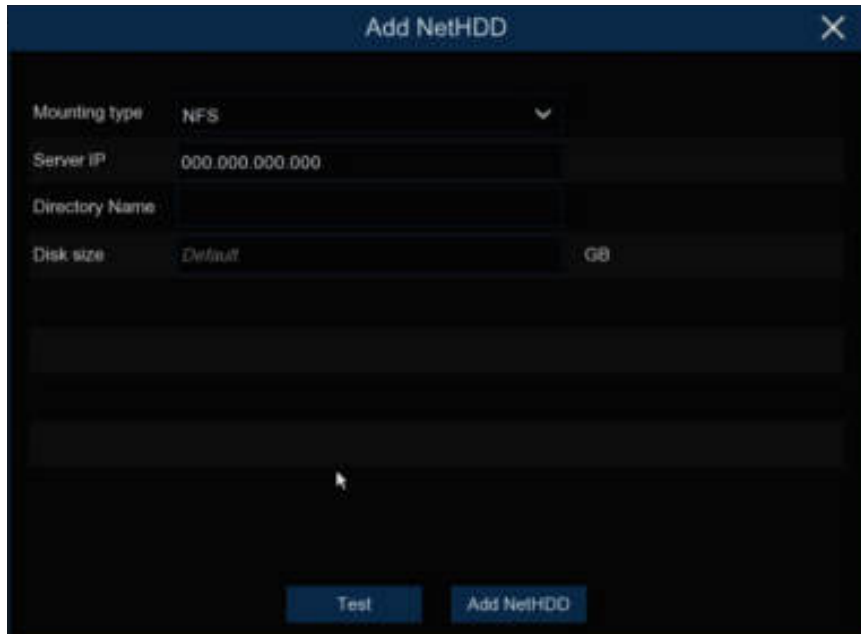 Add NetHDD
Mounting type NFS
Server IP 000.000.000.000
Directory Name
Disk size Default GB
Test Add NetHDD